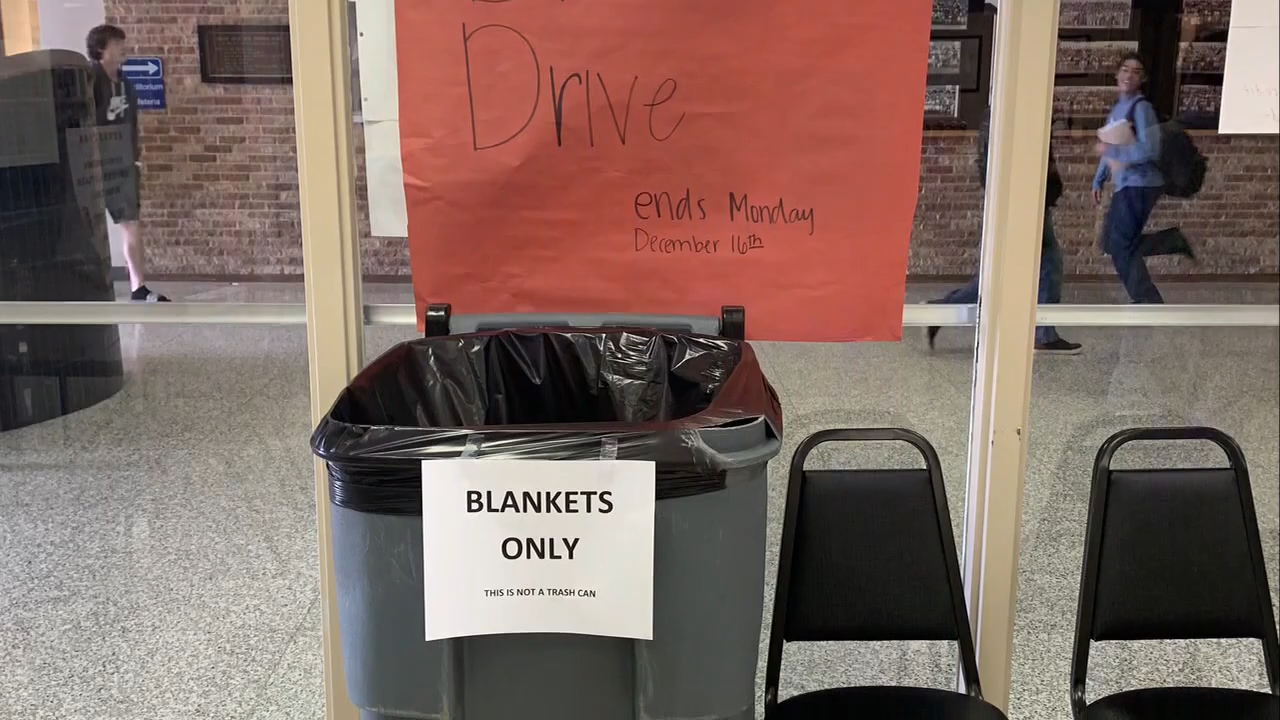 Drive
ends Monday
December 16th
BLANKETS
ONLY
THIS IS NOT A TRASH CAN